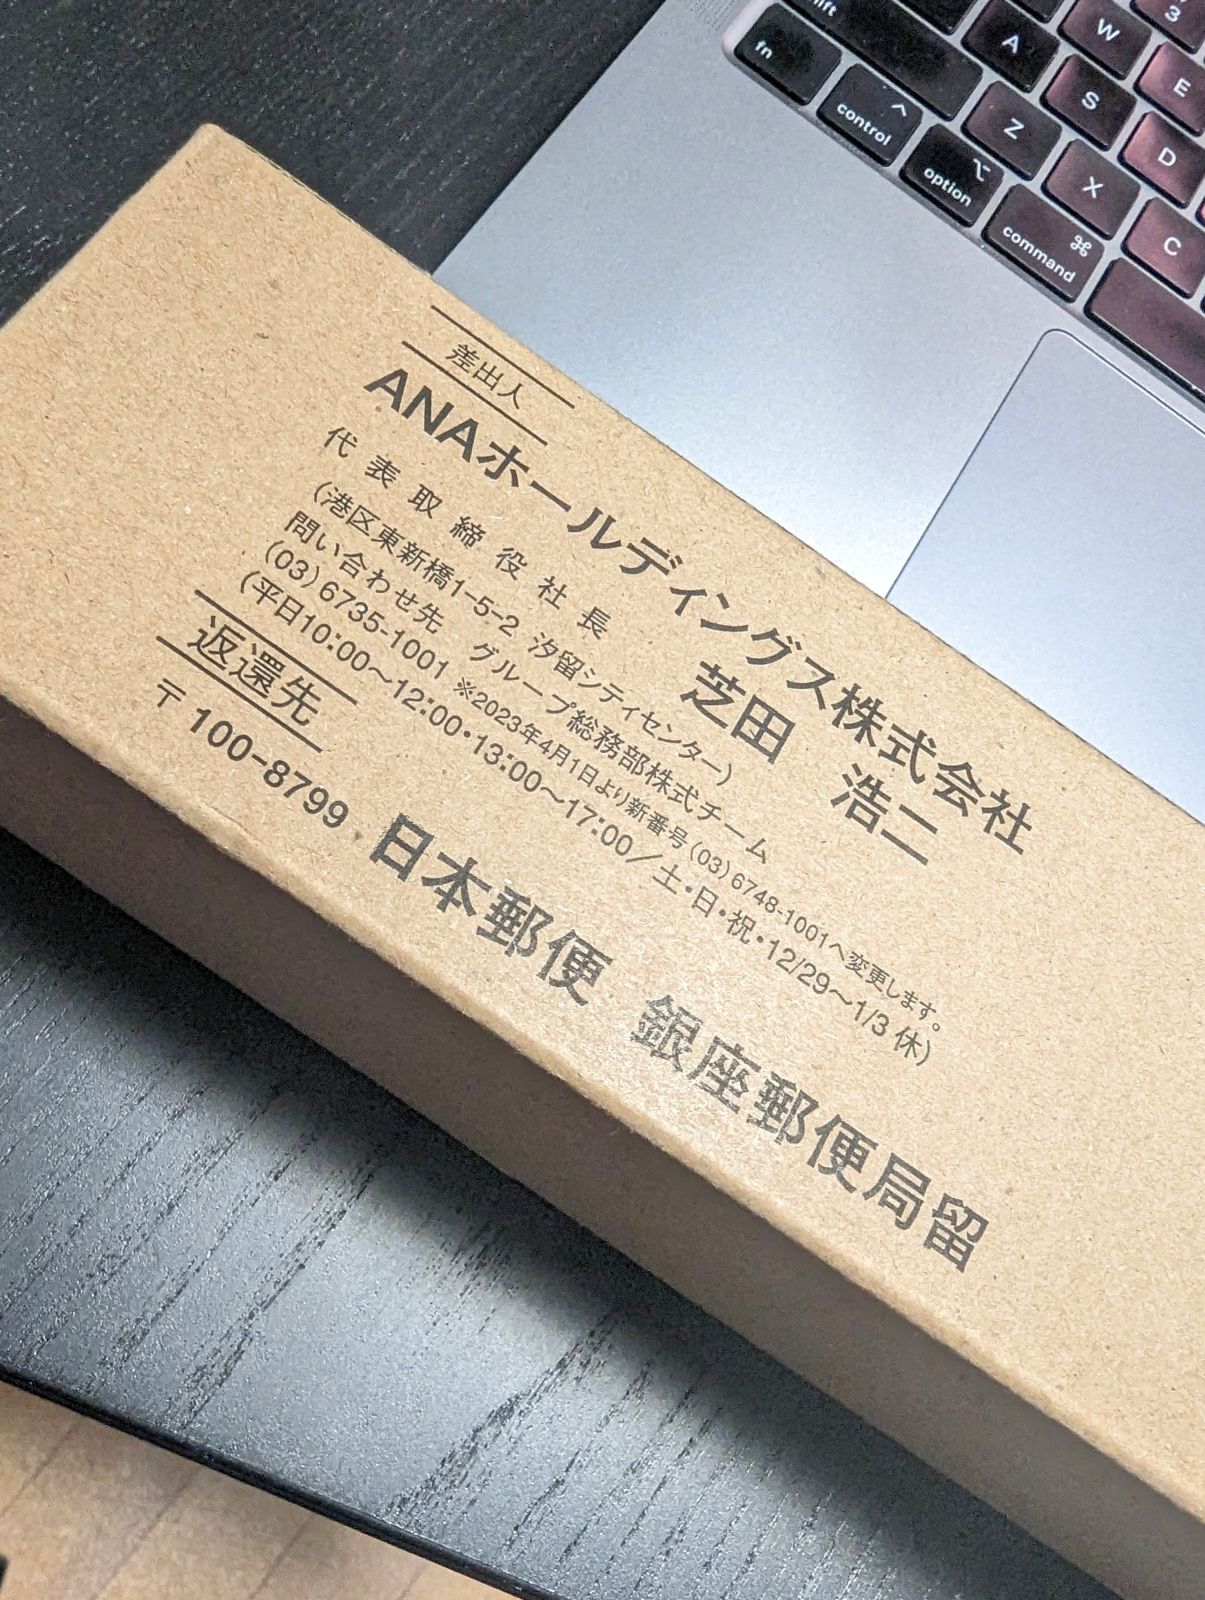 差出人
ANAホールディングス株式会社
代表取締役社長 芝田 浩二
(港区東新橋1-5-2 汐留シティセンター)
問い合わせ先 グループ総務部株式チーム
(03)6735-1001 ※2023年4月1日より新番号(03)6748-1001へ変更します。
(平日10:00〜12:00・13:00〜17:00/土・日・祝・12/29〜1/3 休)
返還先
〒100-8799 日本郵便 銀座郵便局留
3
W
E
A
S
D
fn
Z
X
C
control
option
command